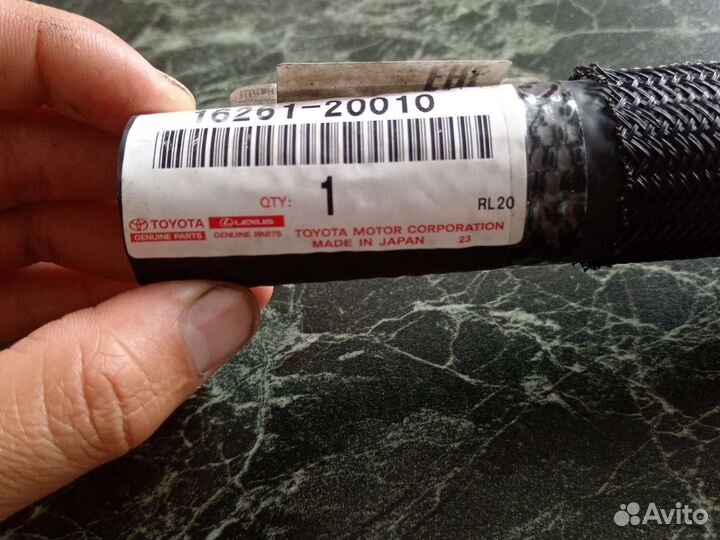 EAC
16261-20010
QTY: 1
RL20
TOYOTA LEXUS
GENUINE PARTS GENUINE PARTS
TOYOTA MOTOR CORPORATION
MADE IN JAPAN 23
Avito